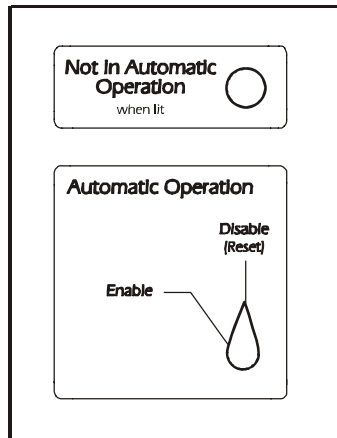 Not In Automatic
Operation
when lit
Automatic Operation
Disable
(Reset)
Enable